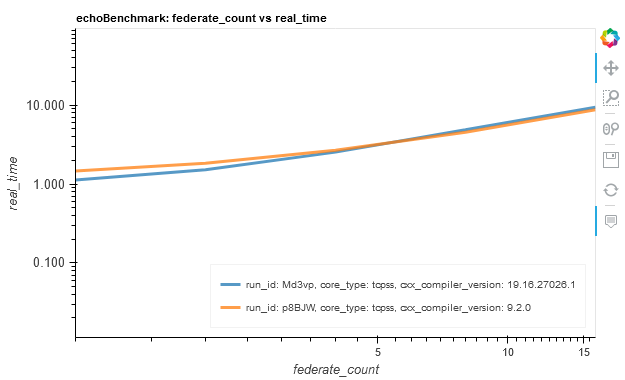 echoBenchmark: federate_count vs real_time
10.000
1.000
0.100
real_time
run_id: Md3vp, core_type: tcpss, cxx_compiler_version: 19.16.27026.1
run_id: p8BJW, core_type: tcpss, cxx_compiler_version: 9.2.0
5
10
15
federate_count